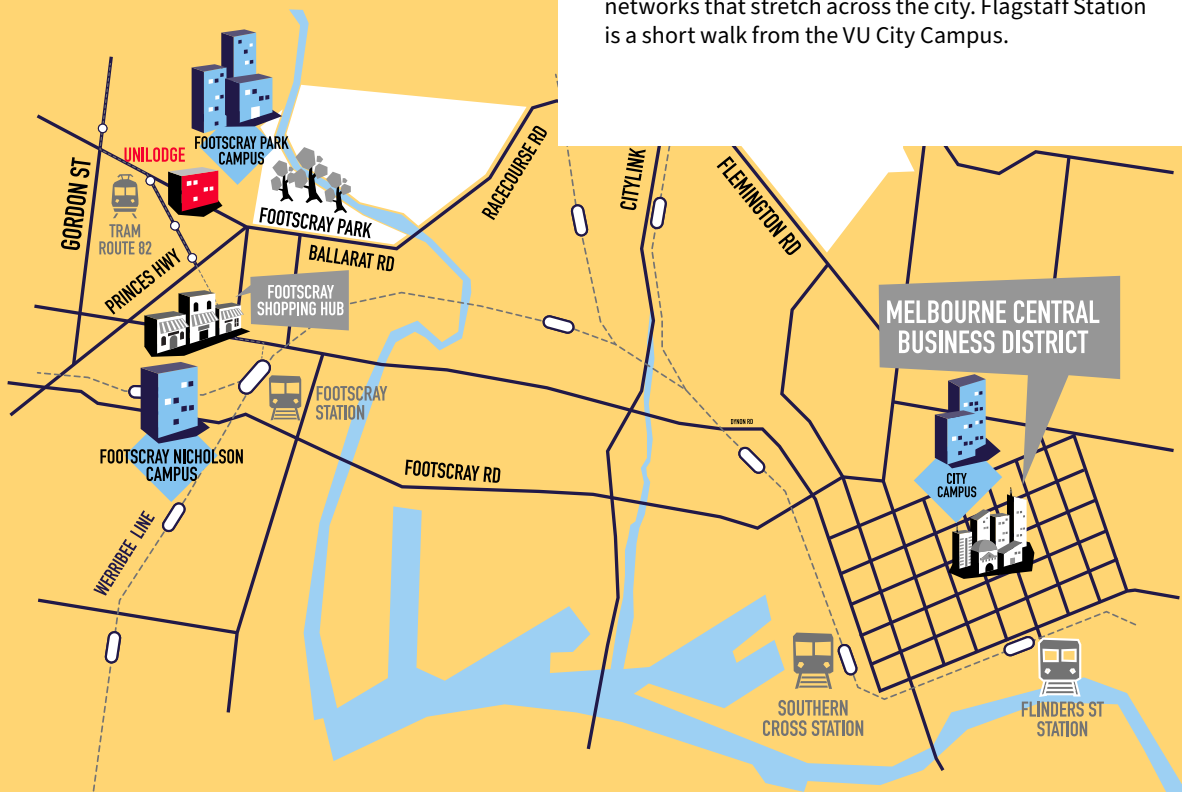 networks that stretch across the city. Flagstaff Station
is a short walk from the VU City Campus.
FOOTSCRAY PARK
CAMPUS
UNILODGE
GORDON ST
TRAM
ROUTE 82
PRINCES HWY
FOOTSCRAY PARK
BALLARAT RD
RACECOURSE RD
CITYLINK
FLEMINGTON RD
FOOTSCRAY
SHOPPING HUB
MELBOURNE CENTRAL
BUSINESS DISTRICT
FOOTSCRAY
STATION
DYNON RD
FOOTSCRAY NICHOLSON
CAMPUS
FOOTSCRAY RD
CITY
CAMPUS
WERRIBEE LINE
SOUTHERN
CROSS STATION
FLINDERS ST
STATION